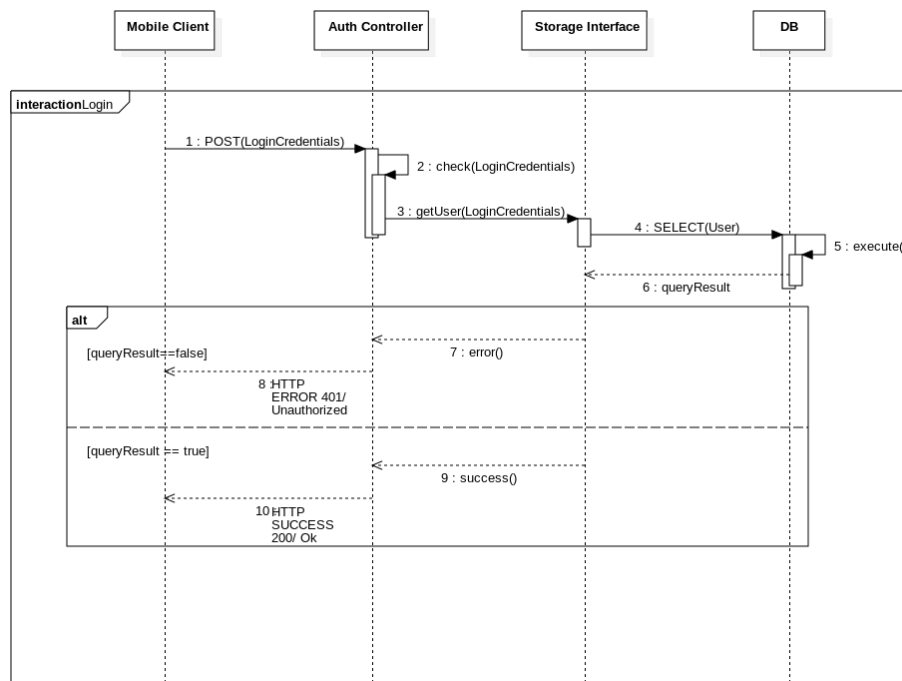 Mobile Client
Auth Controller
Storage Interface
DB
interactionLogin
1 : POST(LoginCredentials)
2 : check(LoginCredentials)
3 : getUser(LoginCredentials)
4 : SELECT(User)
5 : execute(
6 : queryResult
alt
7 : error()
[queryResult==false]
8 :HTTP
ERROR 401/
Unauthorized
[queryResult == true]
9 : success()
10 :HTTP
SUCCESS
200/ Ok